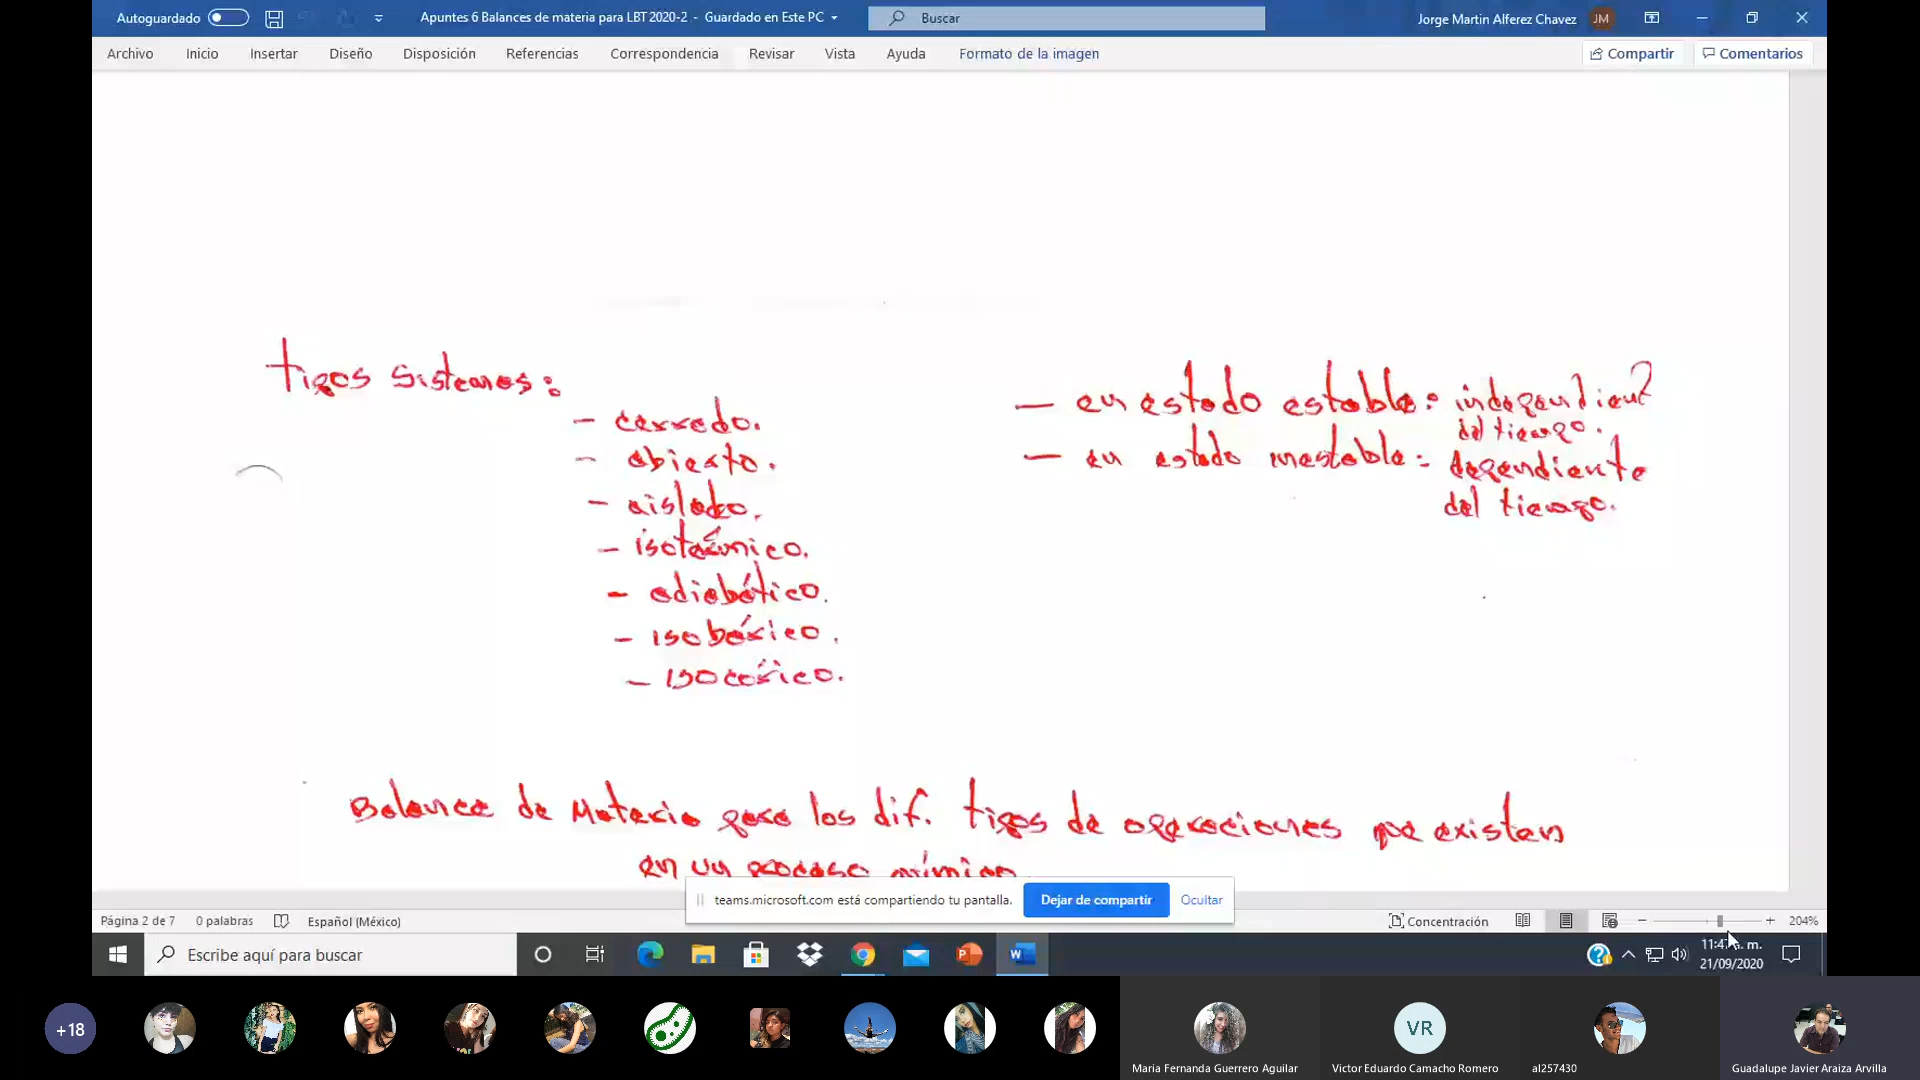 Autoguardado
Apuntes 6 Balances de materia para LBT 2020-2 - Guardado en Este PC
Buscar
Jorge Martin Alferez Chavez
JM
Archivo Inicio Insertar Diseño Disposición Referencias Correspondencia Revisar Vista Ayuda Formato de la imagen
Compartir
Comentarios
tipos sistemas:
- cerrado.
- abierto.
- aislado.
- isotérmico.
- adiabático.
- isobárico.
- isocórico.
- en estado estable: independient
del tiempo.
- en estado inestable: dependiente
del tiempo.
Balance de Materia para los dif. tipos de operaciones que existen
en un proceso químico
teams.microsoft.com está compartiendo tu pantalla.
Dejar de compartir
Ocultar
Página 2 de 7 0 palabras Español (México)
Concentración
204%
Escribe aquí para buscar
21/09/2020
+18
VR
Maria Fernanda Guerrero Aguilar
Victor Eduardo Camacho Romero
al257430
Guadalupe Javier Araiza Arvilla